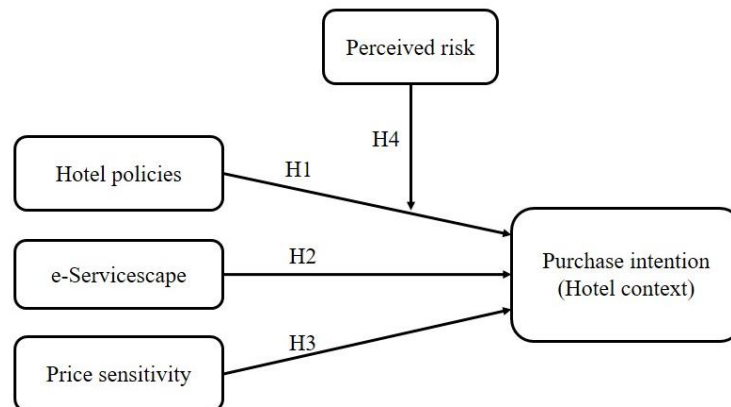 Perceived risk
H4
Hotel policies
H1
e-Servicescape
H2
Purchase intention
(Hotel context)
Price sensitivity
H3